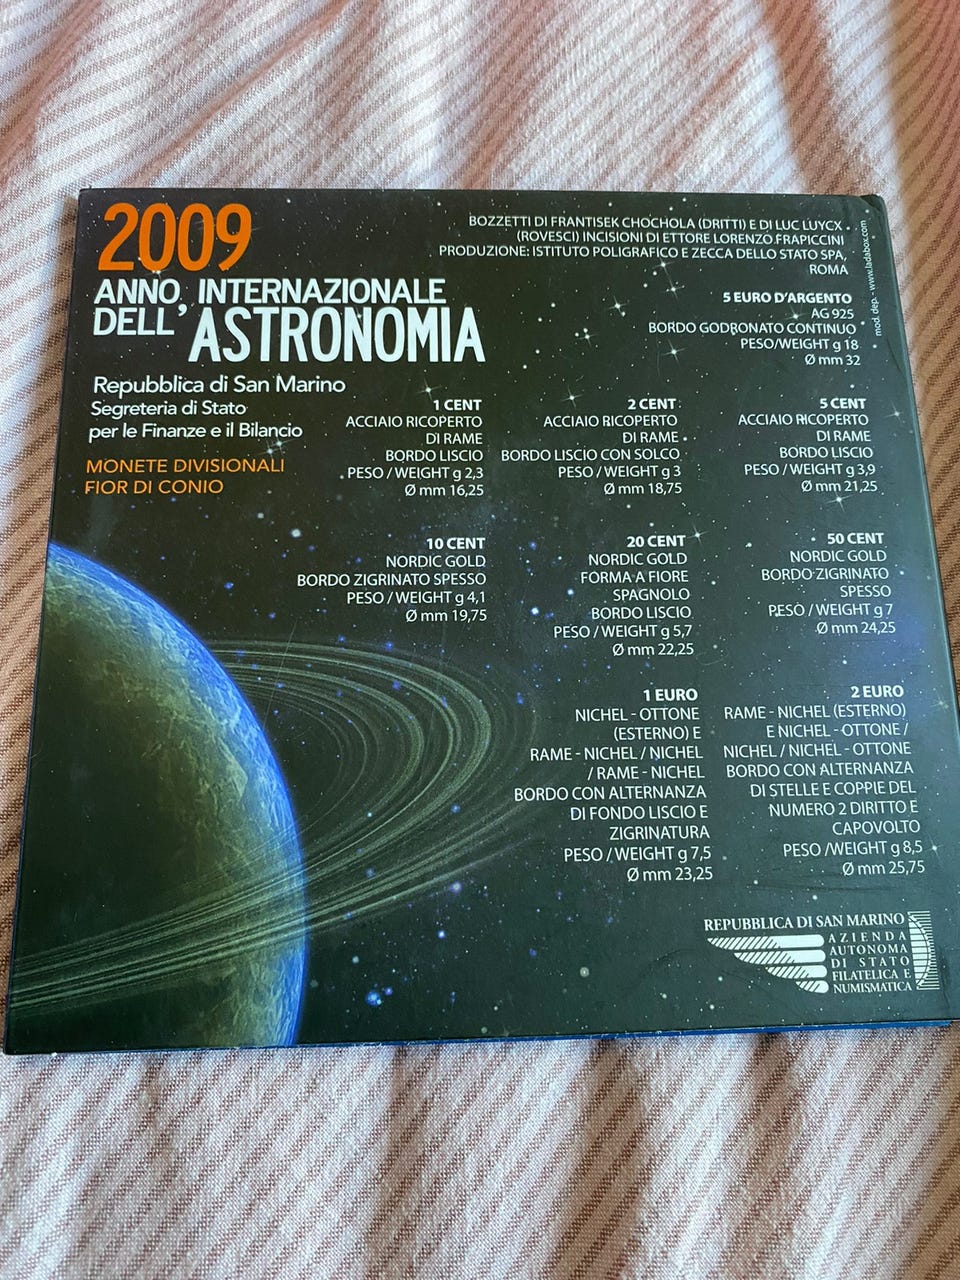 2009
ANNO INTERNAZIONALE
DELL'ASTRONOMIA
Repubblica di San Marino
Segreteria di Stato
per le Finanze e il Bilancio
MONETE DIVISIONALI
FIOR DI CONIO
BOZZETTI DI FRANTISEK CHOCHOLA (DRITTI) E DI LUC LUYCX
(ROVESCI) INCISIONI DI ETTORE LORENZO FRAPICCINI
PRODUZIONE: ISTITUTO POLIGRAFICO E ZECCA DELLO STATO SPA,
ROMA
mod. dep. - www.ladabox.com
5 EURO D'ARGENTO
AG 925
BORDO GODRONATO CONTINUO
PESO/WEIGHT g 18
Ø mm 32
1 CENT
ACCIAIO RICOPERTO
DI RAME
BORDO LISCIO
PESO / WEIGHT g 2,3
Ø mm 16,25
2 CENT
ACCIAIO RICOPERTO
DI RAME
BORDO LISCIO CON SOLCO
PESO / WEIGHT g 3
Ø mm 18,75
5 CENT
ACCIAIO RICOPERTO
DI RAME
BORDO LISCIO
PESO / WEIGHT g 3,9
Ø mm 21,25
10 CENT
NORDIC GOLD
BORDO ZIGRINATO SPESSO
PESO / WEIGHT g 4,1
Ø mm 19,75
20 CENT
NORDIC GOLD
FORMA A FIORE
SPAGNOLO
BORDO LISCIO
PESO / WEIGHT g 5,7
Ø mm 22,25
50 CENT
NORDIC GOLD
BORDO ZIGRINATO
SPESSO
PESO / WEIGHT g 7
Ø mm 24,25
1 EURO
NICHEL - OTTONE
(ESTERNO) E
RAME - NICHEL / NICHEL
/ RAME - NICHEL
BORDO CON ALTERNANZA
DI FONDO LISCIO E
ZIGRINATURA
PESO / WEIGHT g 7,5
Ø mm 23,25
2 EURO
RAME - NICHEL (ESTERNO)
E NICHEL - OTTONE /
NICHEL / NICHEL - OTTONE
BORDO CON ALTERNANZA
DI STELLE E COPPIE DEL
NUMERO 2 DIRITTO E
CAPOVOLTO
PESO /WEIGHT g 8,5
Ø mm 25,75
REPUBBLICA DI SAN MARINO
AZIENDA
AUTONOMA
DI STATO
FILATELICA E
NUMISMATICA